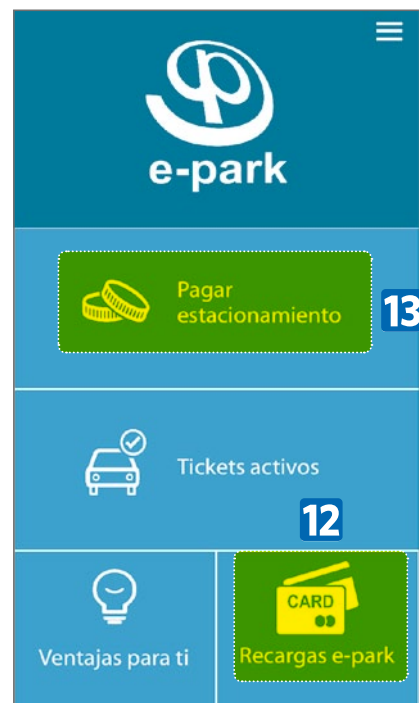 e-park
Pagar
estacionamiento
13
Tickets activos
12
CARD
Ventajas para ti
Recargas e-park